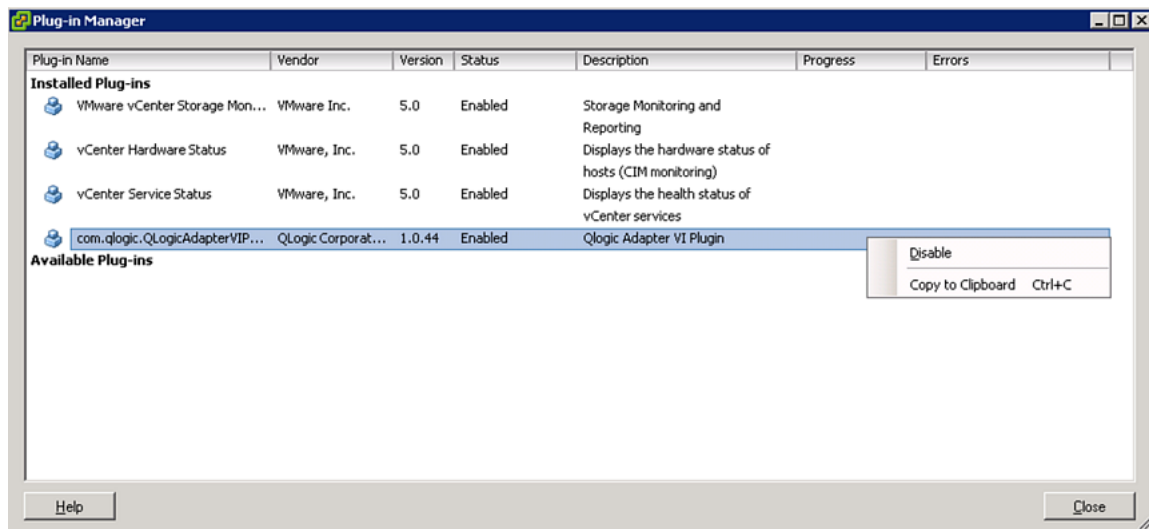 Plug-in Manager
Plug-in Name Vendor Version Status Description Progress Errors
Installed Plug-ins
VMware vCenter Storage Mon... VMware Inc. 5.0 Enabled Storage Monitoring and
Reporting
vCenter Hardware Status VMware, Inc. 5.0 Enabled Displays the hardware status of
hosts (CIM monitoring)
vCenter Service Status VMware, Inc. 5.0 Enabled Displays the health status of
vCenter services
com.qlogic.QLogicAdapterVIP... QLogic Corporat... 1.0.44 Enabled Qlogic Adapter VI Plugin
Available Plug-ins
Disable
Copy to Clipboard Ctrl+C
Help Close